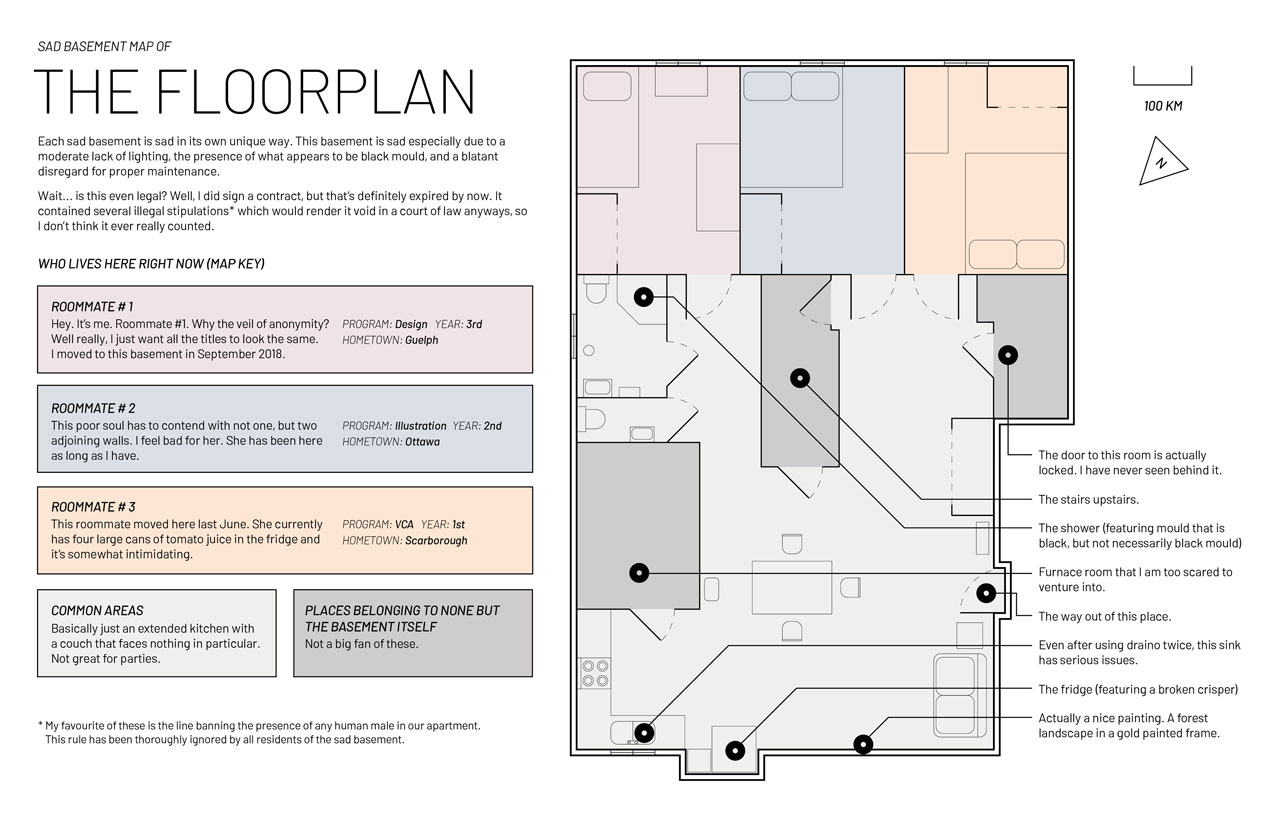 SAD BASEMENT MAP OF
THE FLOORPLAN
Each sad basement is sad in its own unique way. This basement is sad especially due to a
moderate lack of lighting, the presence of what appears to be black mould, and a blatant
disregard for proper maintenance.
Wait... is this even legal? Well, I did sign a contract, but that's definitely expired by now. It
contained several illegal stipulations* which would render it void in a court of law anyways, so
I don't think it ever really counted.
WHO LIVES HERE RIGHT NOW (MAP KEY)
ROOMMATE # 1
Hey. It's me. Roommate #1. Why the veil of anonymity?
Well really, I just want all the titles to look the same.
I moved to this basement in September 2018.
PROGRAM: Design YEAR: 3rd
HOMETOWN: Guelph
ROOMMATE # 2
This poor soul has to contend with not one, but two
adjoining walls. I feel bad for her. She has been here
as long as I have.
PROGRAM: Illustration YEAR: 2nd
HOMETOWN: Ottawa
ROOMMATE # 3
This roommate moved here last June. She currently
has four large cans of tomato juice in the fridge and
it's somewhat intimidating.
PROGRAM: VCA YEAR: 1st
HOMETOWN: Scarborough
COMMON AREAS
Basically just an extended kitchen with
a couch that faces nothing in particular.
Not great for parties.
PLACES BELONGING TO NONE BUT
THE BASEMENT ITSELF
Not a big fan of these.
* My favourite of these is the line banning the presence of any human male in our apartment.
This rule has been thoroughly ignored by all residents of the sad basement.
100 KM
N
The door to this room is actually
locked. I have never seen behind it.
The stairs upstairs.
The shower (featuring mould that is
black, but not necessarily black mould)
Furnace room that I am too scared to
venture into.
The way out of this place.
Even after using draino twice, this sink
has serious issues.
The fridge (featuring a broken crisper)
Actually a nice painting. A forest
landscape in a gold painted frame.